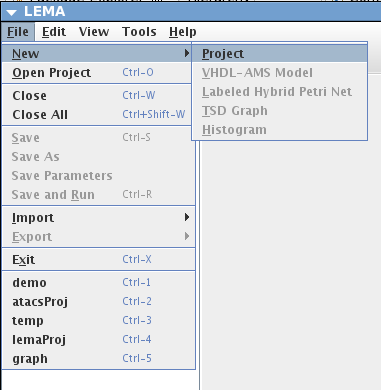 LEMA
File Edit View Tools Help
New
Open Project Ctrl-O
Close Ctrl-W
Close All Ctrl+Shift-W
Save Ctrl-S
Save As
Save Parameters
Save and Run Ctrl-R
Import
Export
Exit Ctrl-X
demo Ctrl-1
atacsProj Ctrl-2
temp Ctrl-3
lemaProj Ctrl-4
graph Ctrl-5
Project
VHDL-AMS Model
Labeled Hybrid Petri Net
TSD Graph
Histogram